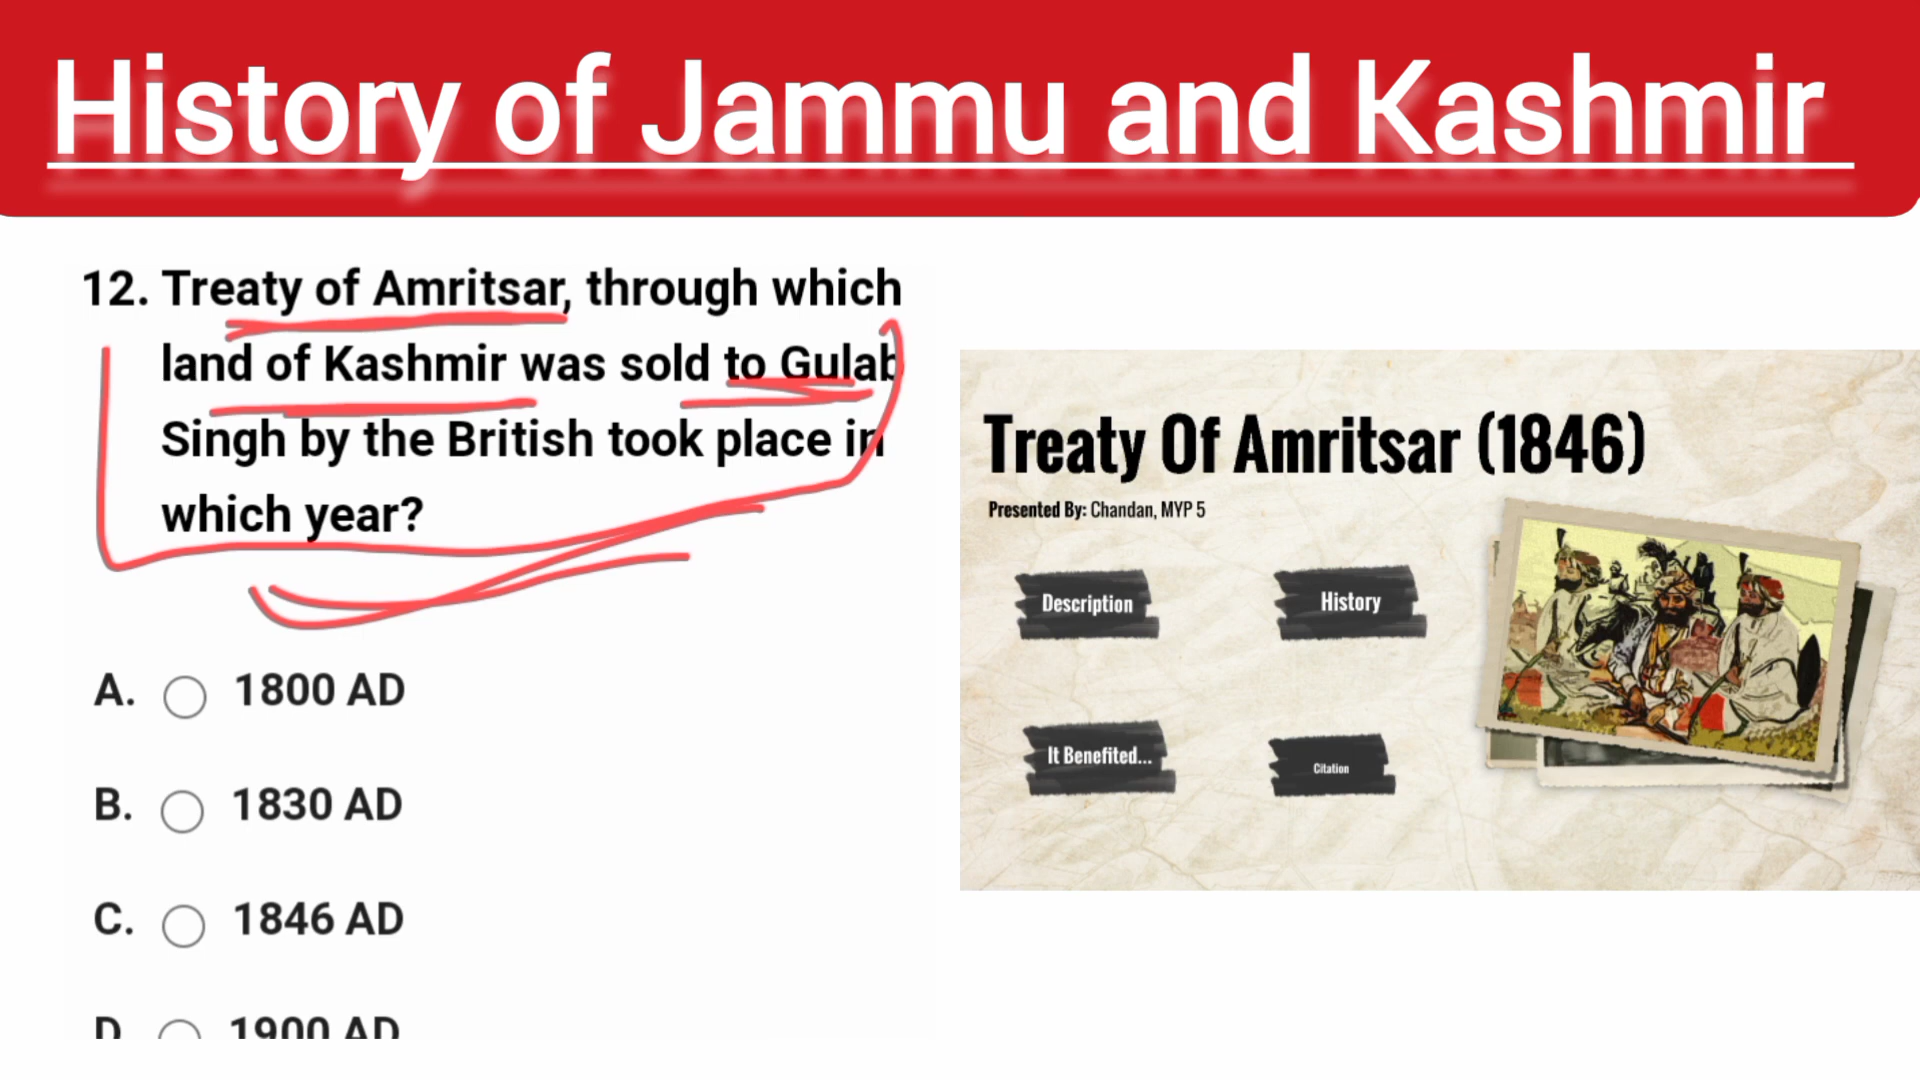 History of Jammu and Kashmir
12. Treaty of Amritsar, through which
land of Kashmir was sold to Gulab
Singh by the British took place in
which year?
A. 1800 AD
B. 1830 AD
C. 1846 AD
D 1900 AD
Treaty Of Amritsar (1846)
Presented By: Chandan, MYP 5
Description
History
It Benefited...
Citation